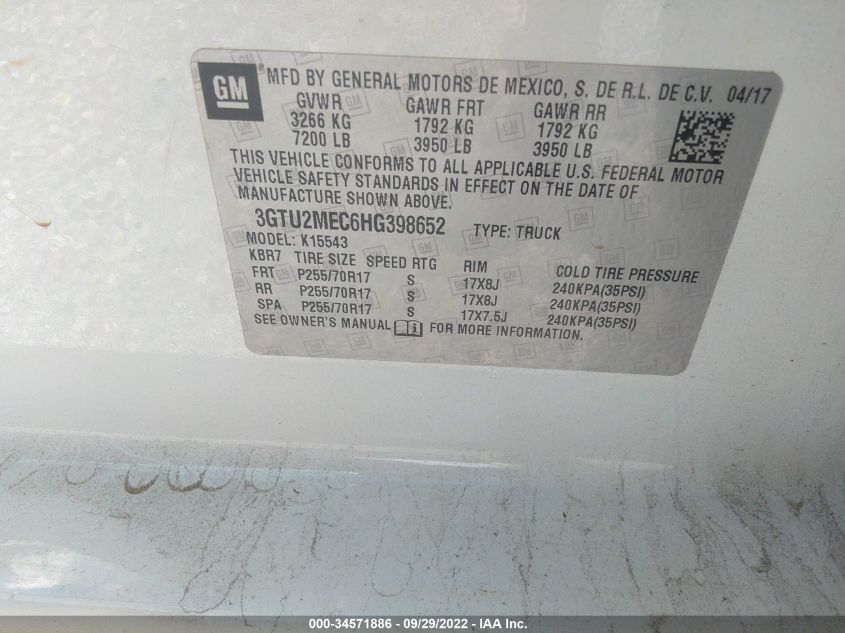 GM ® MFD BY GENERAL MOTORS DE MEXICO, S. DE R.L. DE C.V. 04/17
GVWR GAWR FRT GAWR RR
3266 KG 1792 KG 1792 KG
7200 LB 3950 LB 3950 LB
THIS VEHICLE CONFORMS TO ALL APPLICABLE U.S. FEDERAL MOTOR
VEHICLE SAFETY STANDARDS IN EFFECT ON THE DATE OF
MANUFACTURE SHOWN ABOVE.
3GTU2MEC6HG398652 TYPE: TRUCK
MODEL: K15543
KBR7 TIRE SIZE SPEED RTG RIM COLD TIRE PRESSURE
FRT P255/70R17 S 17X8J 240KPA(35PSI)
RR P255/70R17 S 17X8J 240KPA(35PSI)
SPA P255/70R17 S 17X7.5J 240KPA(35PSI)
SEE OWNER'S MANUAL FOR MORE INFORMATION.
000-34571886 - 09/29/2022 - IAA Inc.